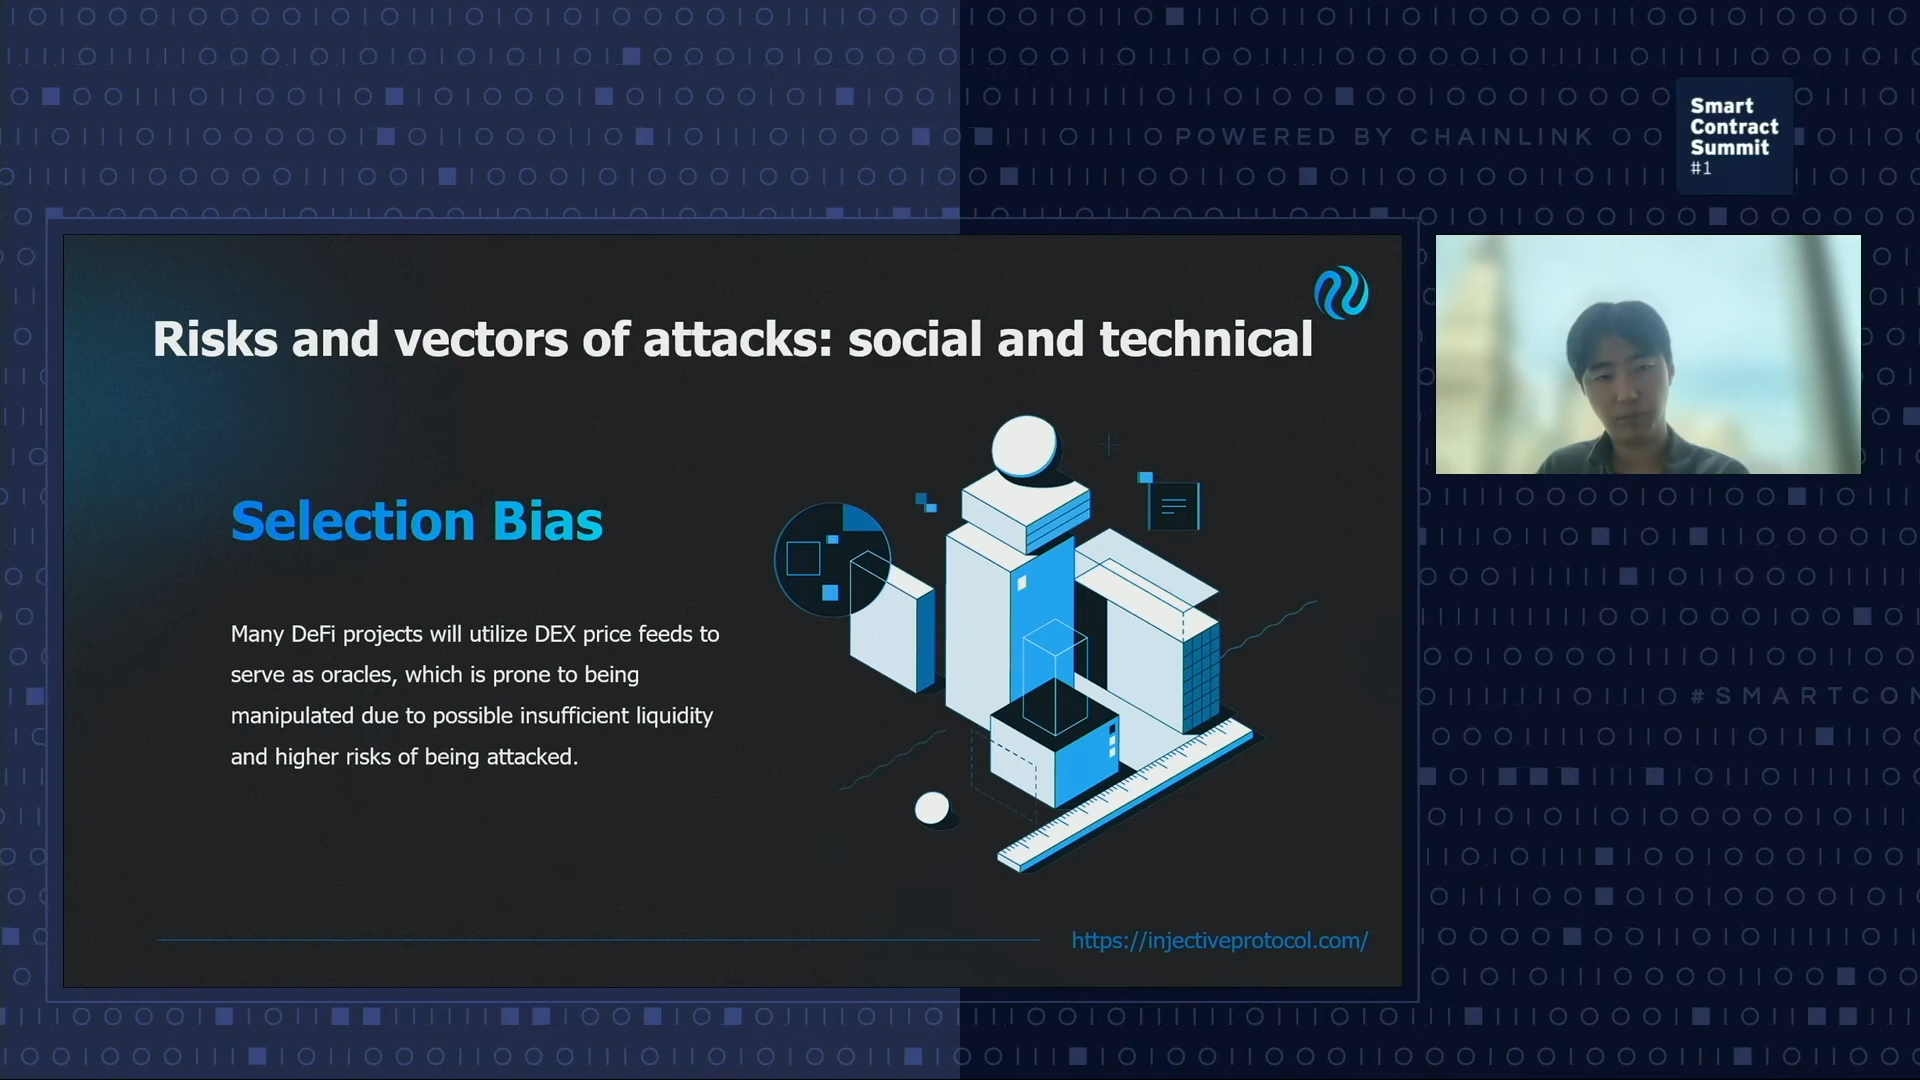 POWERED BY CHAINLINK
Smart
Contract
Summit
#1
Risks and vectors of attacks: social and technical
Selection Bias
Many DeFi projects will utilize DEX price feeds to
serve as oracles, which is prone to being
manipulated due to possible insufficient liquidity
and higher risks of being attacked.
https://injectiveprotocol.com/
#SMARTCON